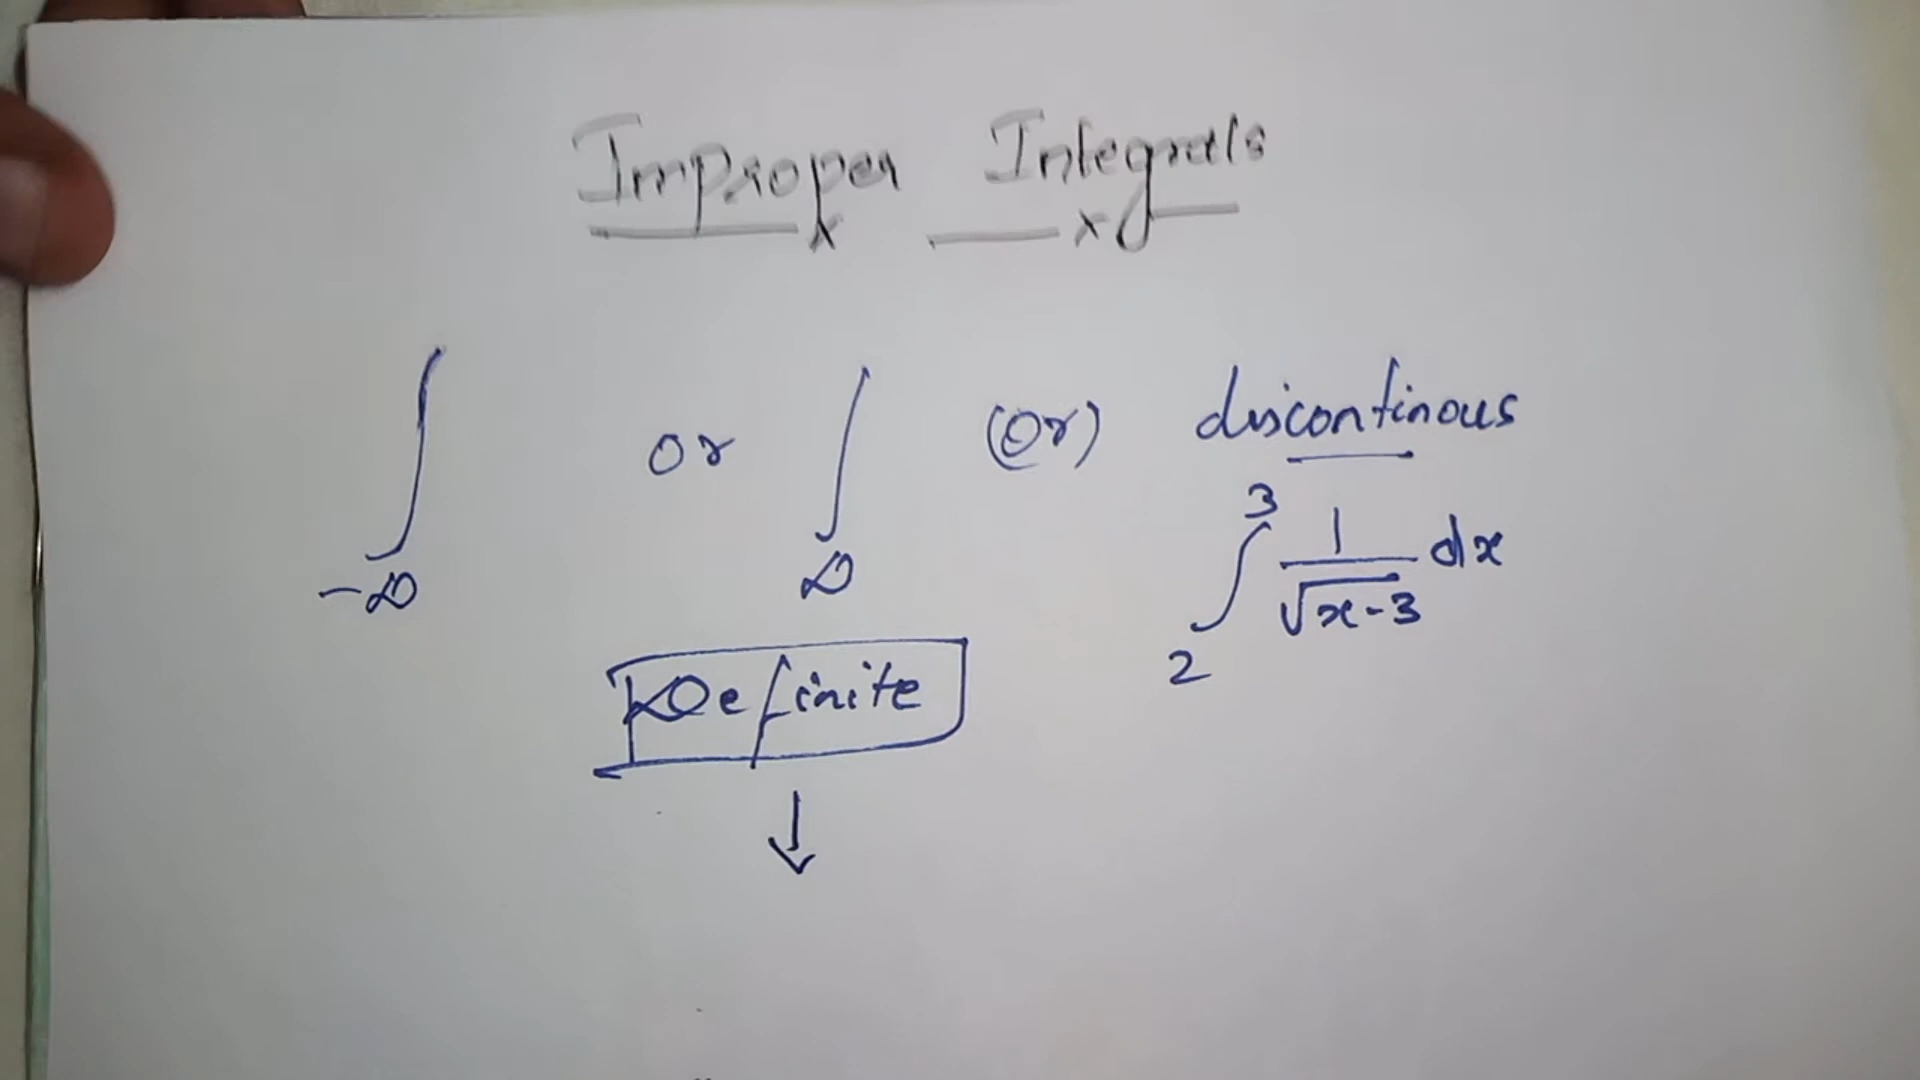 Improper Integrals
∫ -∞ or ∫ ∞ (or) discontinous
∫ 2 3 1/√x-3 dx
Definite
↓